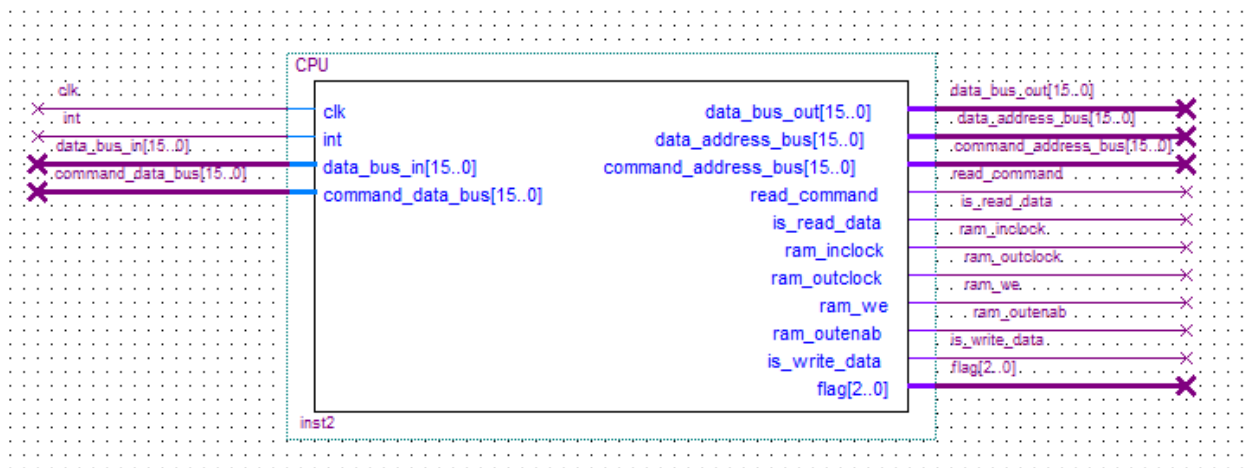 CPU
clk
int
data_bus_in[15..0]
command_data_bus[15..0]
clk
int
data_bus_in[15..0]
command_data_bus[15..0]
data_bus_out[15..0]
data_address_bus[15..0]
command_address_bus[15..0]
read_command
is_read_data
ram_inclock
ram_outclock
ram_we
ram_outenab
is_write_data
flag[2..0]
data_bus_out[15..0]
data_address_bus[15..0]
command_address_bus[15..0]
read_command
is_read_data
ram_inclock
ram_outclock
ram_we
ram_outenab
is_write_data
flag[2..0]
inst2